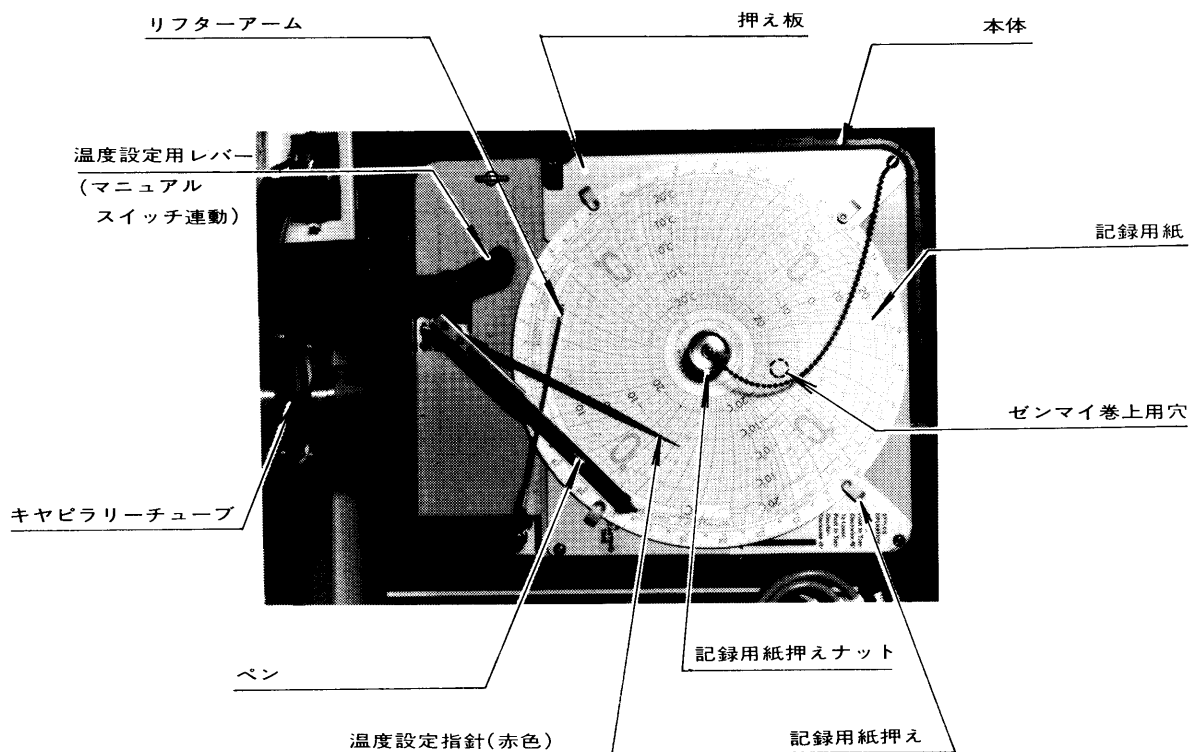 リフターアーム
押え板
本体
温度設定用レバー
(マニュアル
スイッチ連動)
記録用紙
ゼンマイ巻上用穴
キヤピラリーチューブ
記録用紙押えナット
ペン
温度設定指針(赤色)
記録用紙押え